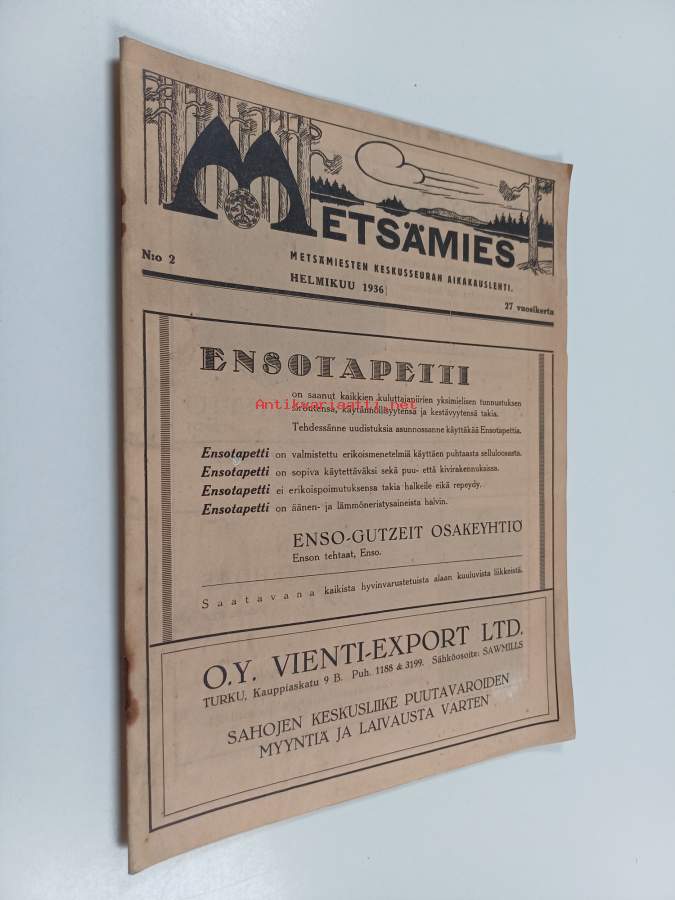 METSÄMIES
METSÄMIESTEN KESKUSSEURAN AIKAKAUSLEHTI.
N:o 2
HELMIKUU 1936
27 vuosikerta
ENSOTAPETTI
on saanut kaikkien kuluttajapiirien yksimielisen tunnustuksen
Antikvariaatti.net
siroutensa, käytännöllisyytensä ja kestävyytensä takia.
Tehdessänne uudistuksia asunnossanne käyttäkää Ensotapettia.
Ensotapetti on valmistettu erikoismenetelmiä käyttäen puhtaasta selluloosasta.
Ensotapetti on sopiva käytettäväksi sekä puu- että kivirakennuksissa.
Ensotapetti ei erikoispoimutuksensa takia halkeile eikä repeydy.
Ensotapetti on äänen- ja lämmöneristysaineista halvin.
ENSO-GUTZEIT OSAKEYHTIÖ
Enson tehtaat, Enso.
Saatavana kaikista hyvinvarustetuista alaan kuuluvista liikkeistä.
O.Y. VIENTI-EXPORT LTD.
TURKU, Kauppiaskatu 9 B. Puh. 1188 & 3199. Sähköosoite: SAWMILLS
SAHOJEN KESKUSLIIKE PUUTAVAROIDEN
MYYNTIÄ JA LAIVAUSTA VARTEN